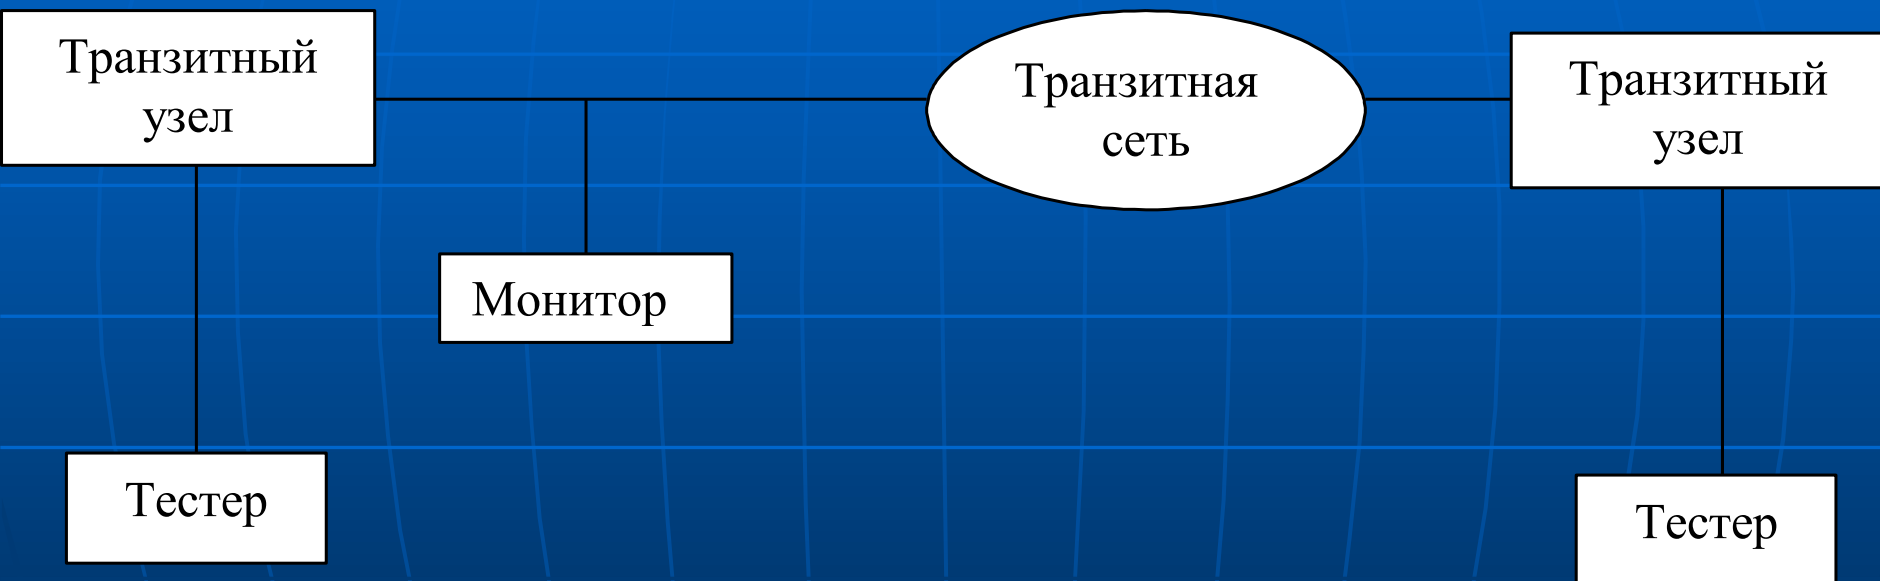 Транзитный
узел
Транзитная
сеть
Транзитный
узел
Монитор
Тестер
Тестер